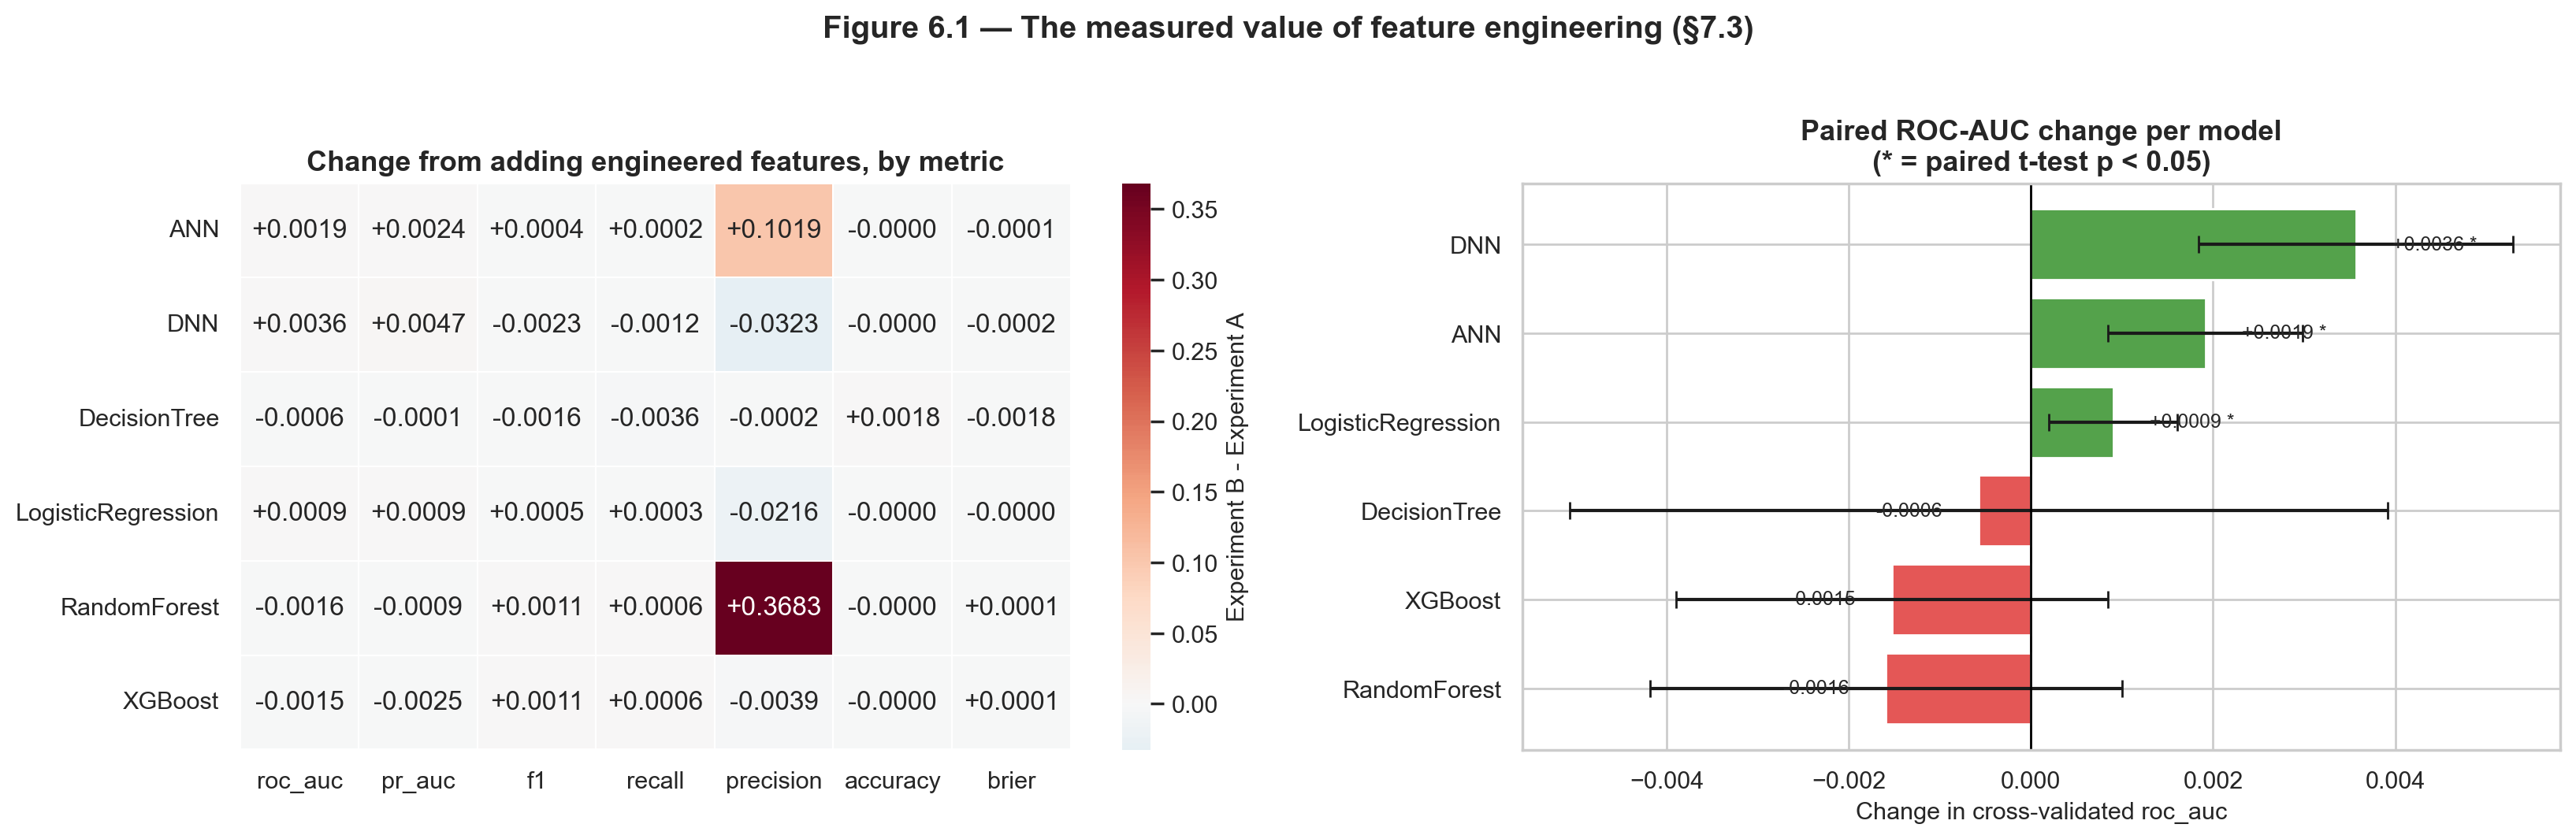 Figure 6.1 — The measured value of feature engineering (§7.3)
Change from adding engineered features, by metric
ANN +0.0019 +0.0024 +0.0004 +0.0002 +0.1019 -0.0000 -0.0001
DNN +0.0036 +0.0047 -0.0023 -0.0012 -0.0323 -0.0000 -0.0002
DecisionTree -0.0006 -0.0001 -0.0016 -0.0036 -0.0002 +0.0018 -0.0018
LogisticRegression +0.0009 +0.0009 +0.0005 +0.0003 -0.0216 -0.0000 -0.0000
RandomForest -0.0016 -0.0009 +0.0011 +0.0006 +0.3683 -0.0000 +0.0001
XGBoost -0.0015 -0.0025 +0.0011 +0.0006 -0.0039 -0.0000 +0.0001
roc_auc pr_auc f1 recall precision accuracy brier
0.35
0.30
0.25
0.20
0.15
0.10
0.05
0.00
Experiment B - Experiment A
Paired ROC-AUC change per model
(* = paired t-test p < 0.05)
DNN +0.0036 *
ANN +0.0019 *
LogisticRegression +0.0009 *
DecisionTree -0.0006
XGBoost -0.0015
RandomForest -0.0016
−0.004 −0.002 0.000 0.002 0.004
Change in cross-validated roc_auc